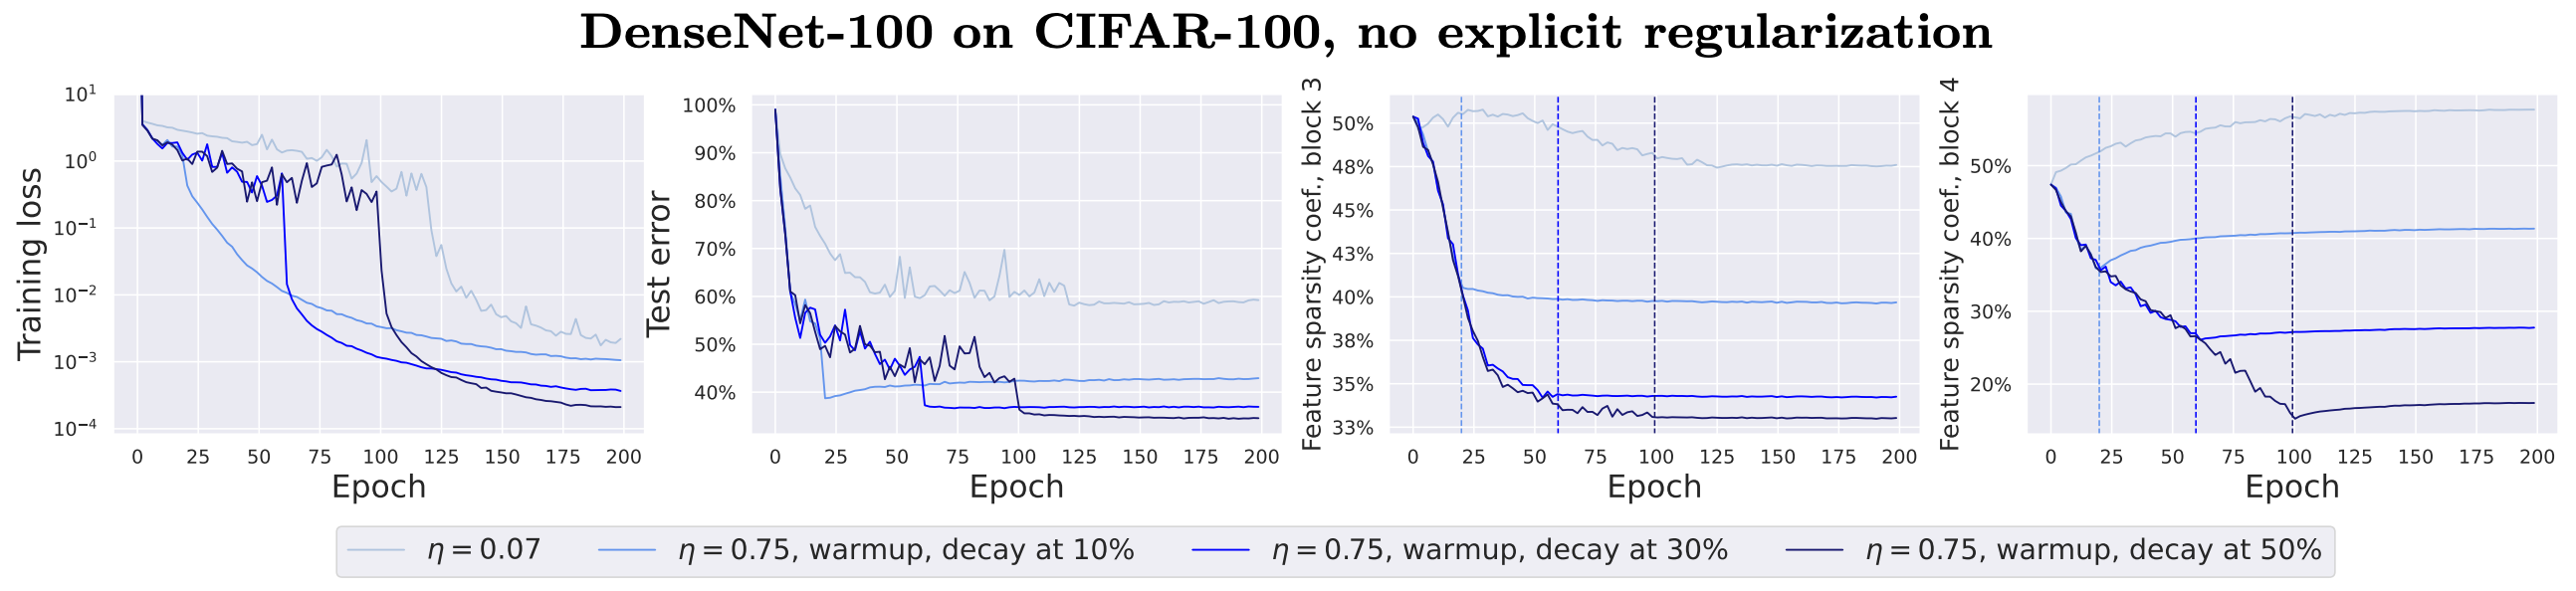 DenseNet-100 on CIFAR-100, no explicit regularization
Training loss
10¹
10⁰
10⁻¹
10⁻²
10⁻³
10⁻⁴
0 25 50 75 100 125 150 175 200
Epoch
Test error
100%
90%
80%
70%
60%
50%
40%
0 25 50 75 100 125 150 175 200
Epoch
Feature sparsity coef., block 3
50%
48%
45%
43%
40%
38%
35%
33%
0 25 50 75 100 125 150 175 200
Epoch
Feature sparsity coef., block 4
50%
40%
30%
20%
0 25 50 75 100 125 150 175 200
Epoch
η = 0.07
η = 0.75, warmup, decay at 10%
η = 0.75, warmup, decay at 30%
η = 0.75, warmup, decay at 50%